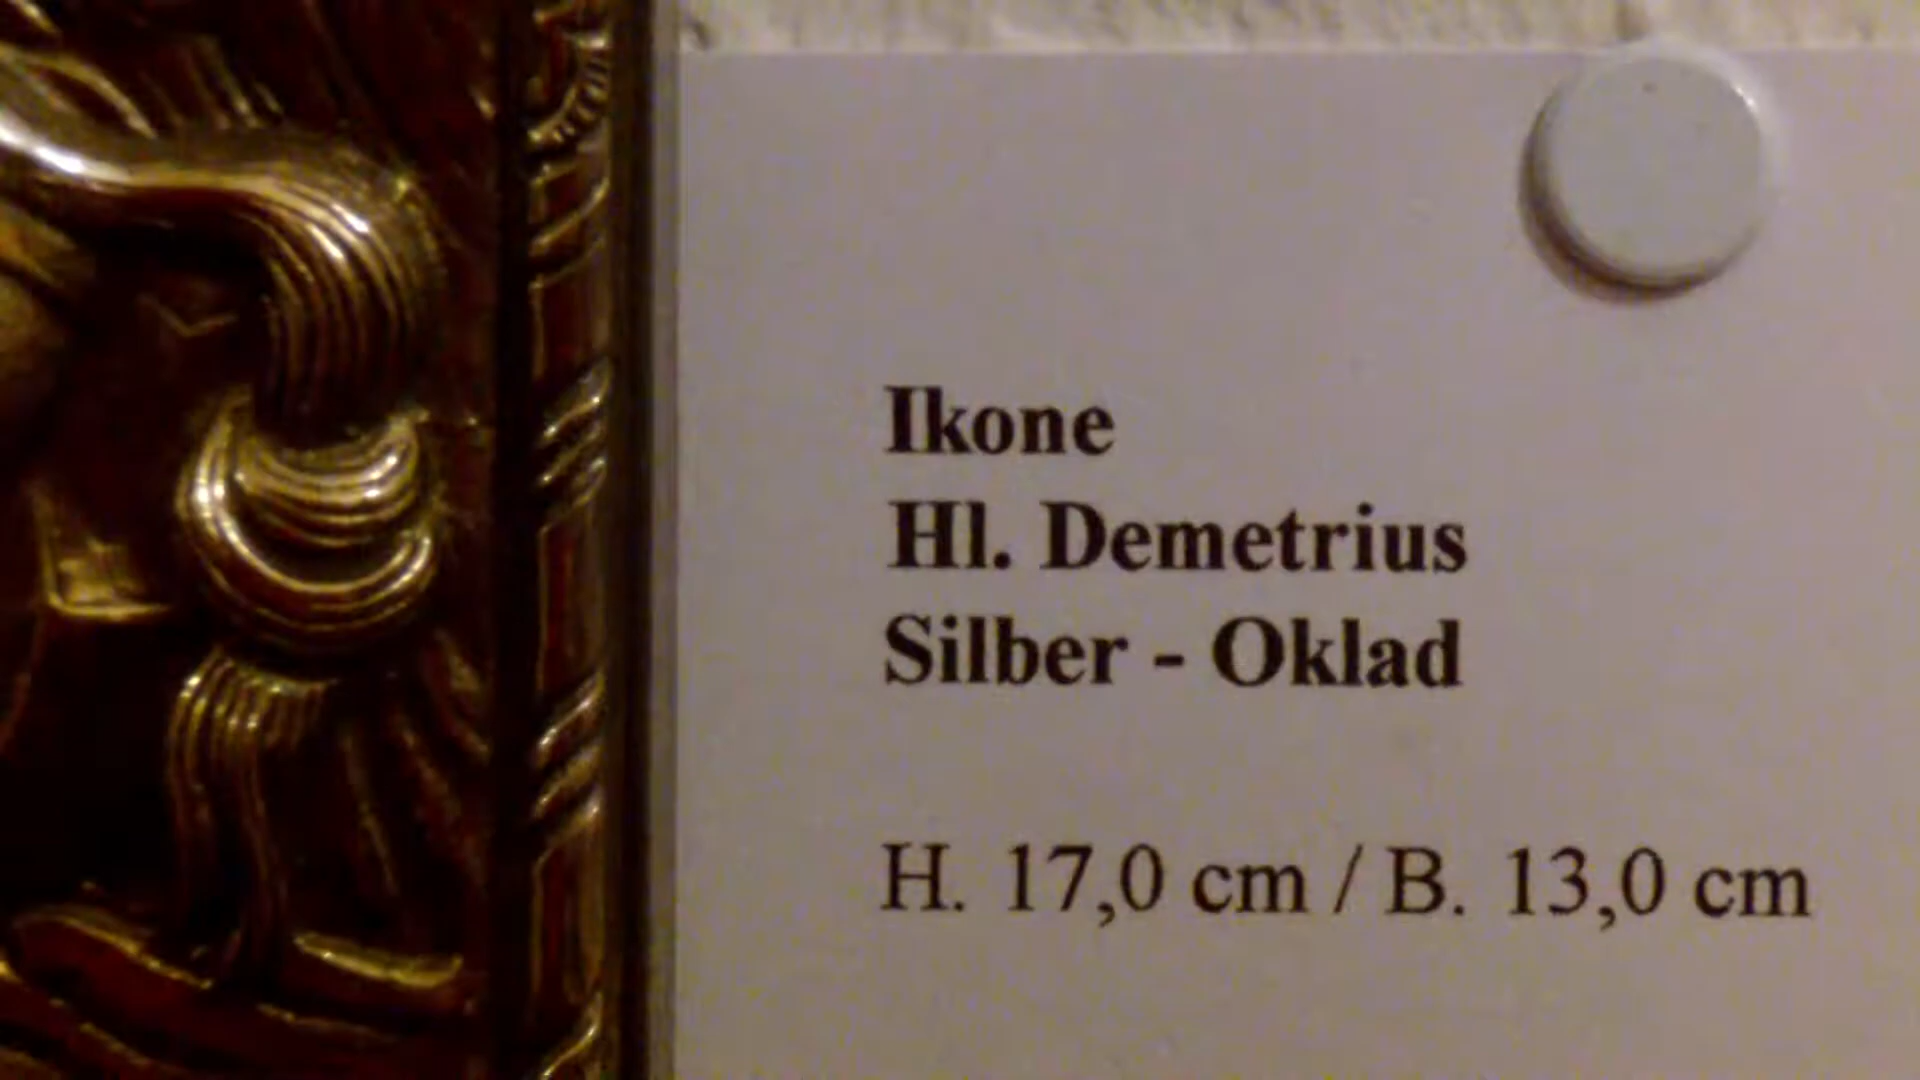 Ikone
Hl. Demetrius
Silber - Oklad
H. 17,0 cm / B. 13,0 cm